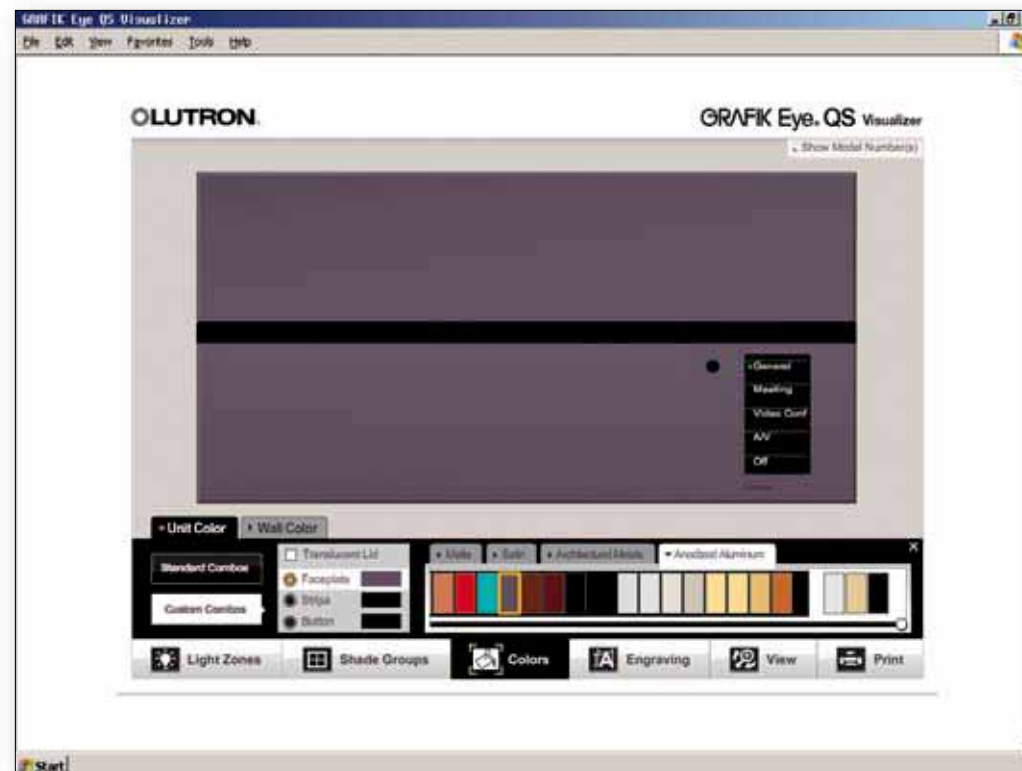 GRAFIK Eye QS Visualizer
File Edit View Favorites Tools Help
LUTRON.
GRAFIK Eye. QS Visualizer
Show Model Number(s)
General
Meeting
Video Conf
A/V
Off
Unit Color Wall Color
Standard Combos
Custom Combos
Translucent Lid
Faceplate
Stripe
Button
Matte Satin Architectural Metals Anodized Aluminum
Light Zones Shade Groups Colors Engraving View Print
Start